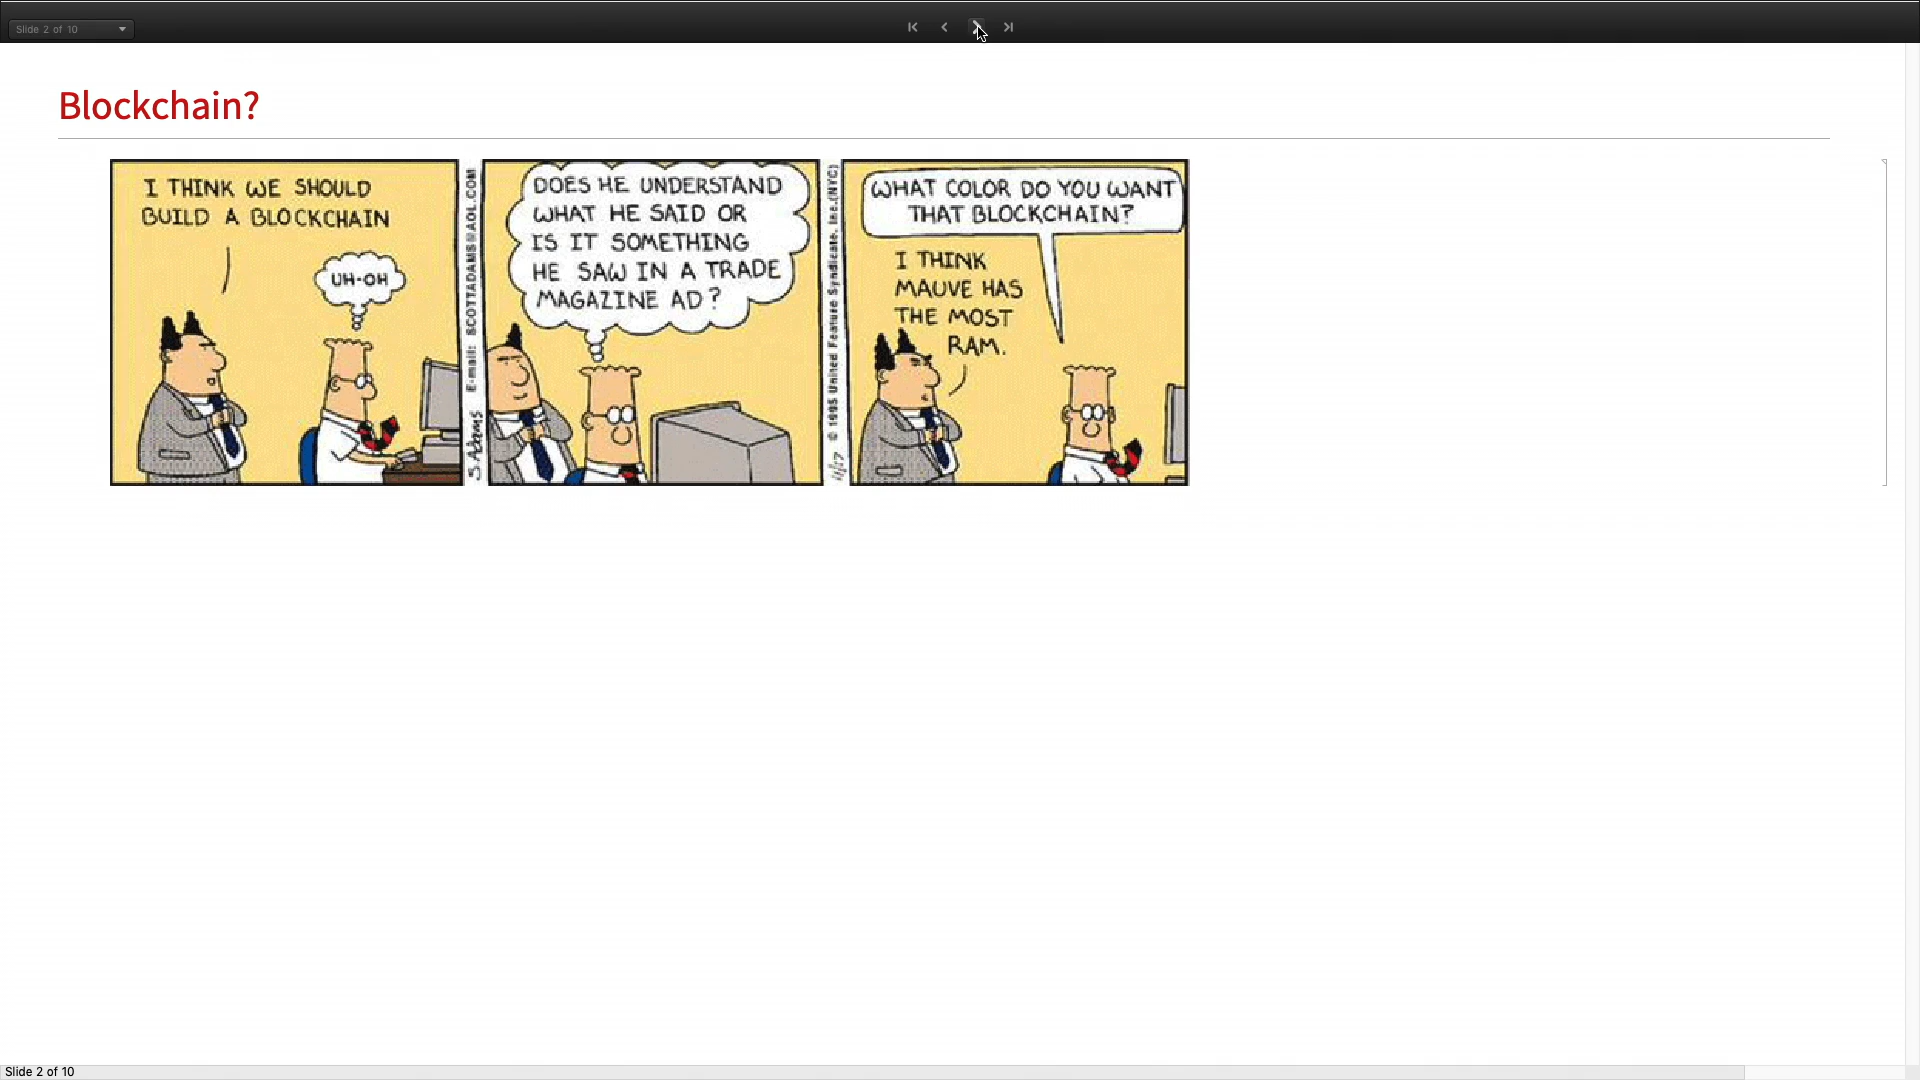 Slide 2 of 10
Blockchain?
I THINK WE SHOULD
BUILD A BLOCKCHAIN
UH-OH
S.Adams E-mail: SCOTTADAMS@AOL.COM
DOES HE UNDERSTAND
WHAT HE SAID OR
IS IT SOMETHING
HE SAW IN A TRADE
MAGAZINE AD?
11/17 © 1995 United Feature Syndicate, Inc.(NYC)
WHAT COLOR DO YOU WANT
THAT BLOCKCHAIN?
I THINK
MAUVE HAS
THE MOST
RAM.
Slide 2 of 10